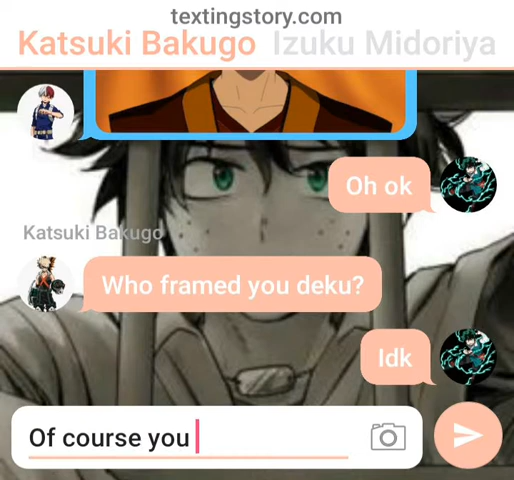 textingstory.com
Katsuki Bakugo Izuku Midoriya
Oh ok
Katsuki Bakugo
Who framed you deku?
Idk
Of course you